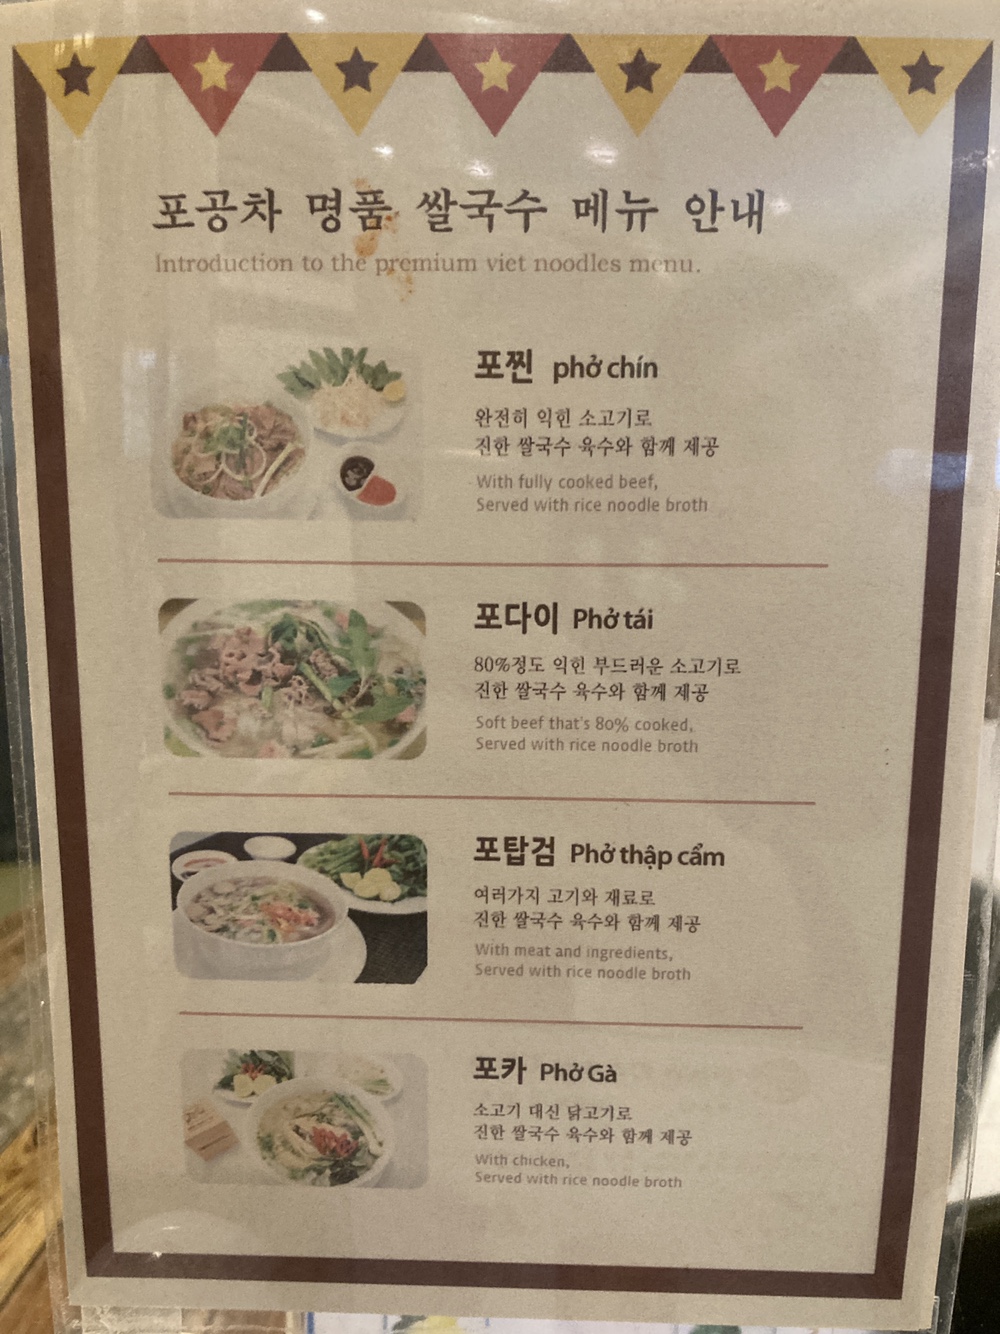 포공차 명품 쌀국수 메뉴 안내
Introduction to the premium viet noodles menu.
포찐 phở chín
완전히 익힌 소고기로
진한 쌀국수 육수와 함께 제공
With fully cooked beef,
Served with rice noodle broth
포다이 Phở tái
80%정도 익힌 부드러운 소고기로
진한 쌀국수 육수와 함께 제공
Soft beef that's 80% cooked,
Served with rice noodle broth
포탑검 Phở thập cẩm
여러가지 고기와 재료로
진한 쌀국수 육수와 함께 제공
With meat and ingredients,
Served with rice noodle broth
포카 Phở Gà
소고기 대신 닭고기로
진한 쌀국수 육수와 함께 제공
With chicken,
Served with rice noodle broth